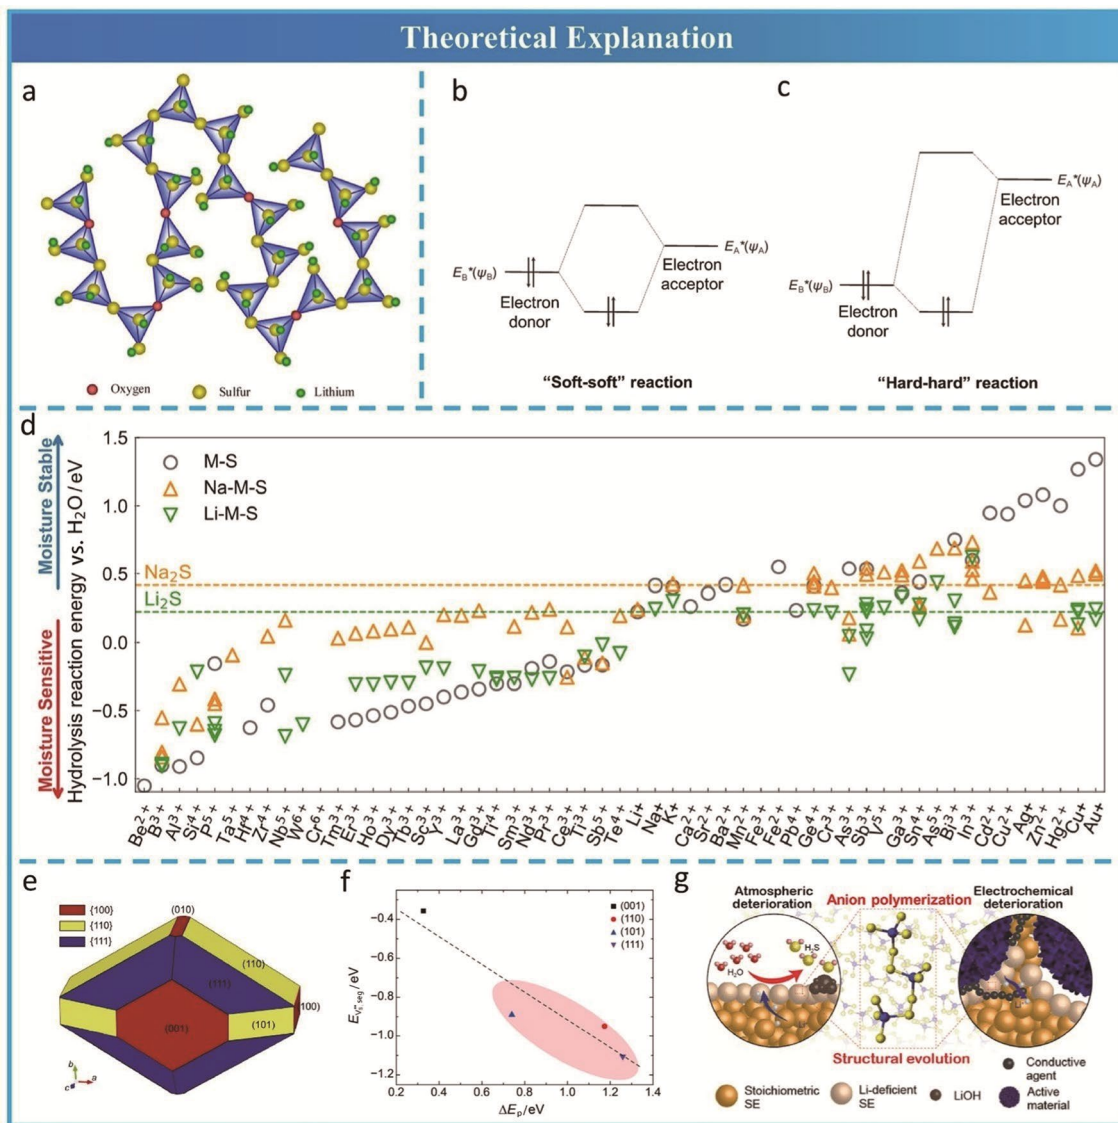 Theoretical Explanation
a
Oxygen
Sulfur
Lithium
b
E_B*(ψ_B)
Electron
donor
E_A*(ψ_A)
Electron
acceptor
"Soft-soft" reaction
c
E_B*(ψ_B)
Electron
donor
E_A*(ψ_A)
Electron
acceptor
"Hard-hard" reaction
d
Moisture Stable
Moisture Sensitive
Hydrolysis reaction energy vs. H₂O/eV
1.5
1.0
0.5
0.0
−0.5
−1.0
M-S
Na-M-S
Li-M-S
Na₂S
Li₂S
Be2+
B3+
Al3+
Si4+
P5+
Ta5+
Hf4+
Zr4+
Nb5+
W6+
Cr6+
Tm3+
Er3+
Ho3+
Dy3+
Tb3+
Sc3+
Y3+
La3+
Gd3+
Ti4+
Sm3+
Nd3+
Pr3+
Ce3+
Ti3+
Sb5+
Te4+
Li+
Na+
K+
Ca2+
Sr2+
Ba2+
Mn2+
Fe3+
Fe2+
Pb4+
Ge4+
Cr3+
As3+
Sb3+
V5+
Ga3+
Sn4+
As5+
Bi3+
In3+
Cd2+
Cu2+
Ag+
Zn2+
Hg2+
Cu+
Au+
e
{100}
{110}
{111}
(010)
(110)
(111)
(100)
(001)
(101)
b
c
a
f
−0.4
−0.6
−0.8
−1.0
−1.2
0.2
0.4
0.6
0.8
1.0
1.2
1.4
ΔE_p/eV
(001)
(110)
(101)
(111)
g
Atmospheric
deterioration
Anion polymerization
Electrochemical
deterioration
H₂S
H₂O
Li
Structural evolution
Stoichiometric
SE
Li-deficient
SE
LiOH
Conductive
agent
Active
material